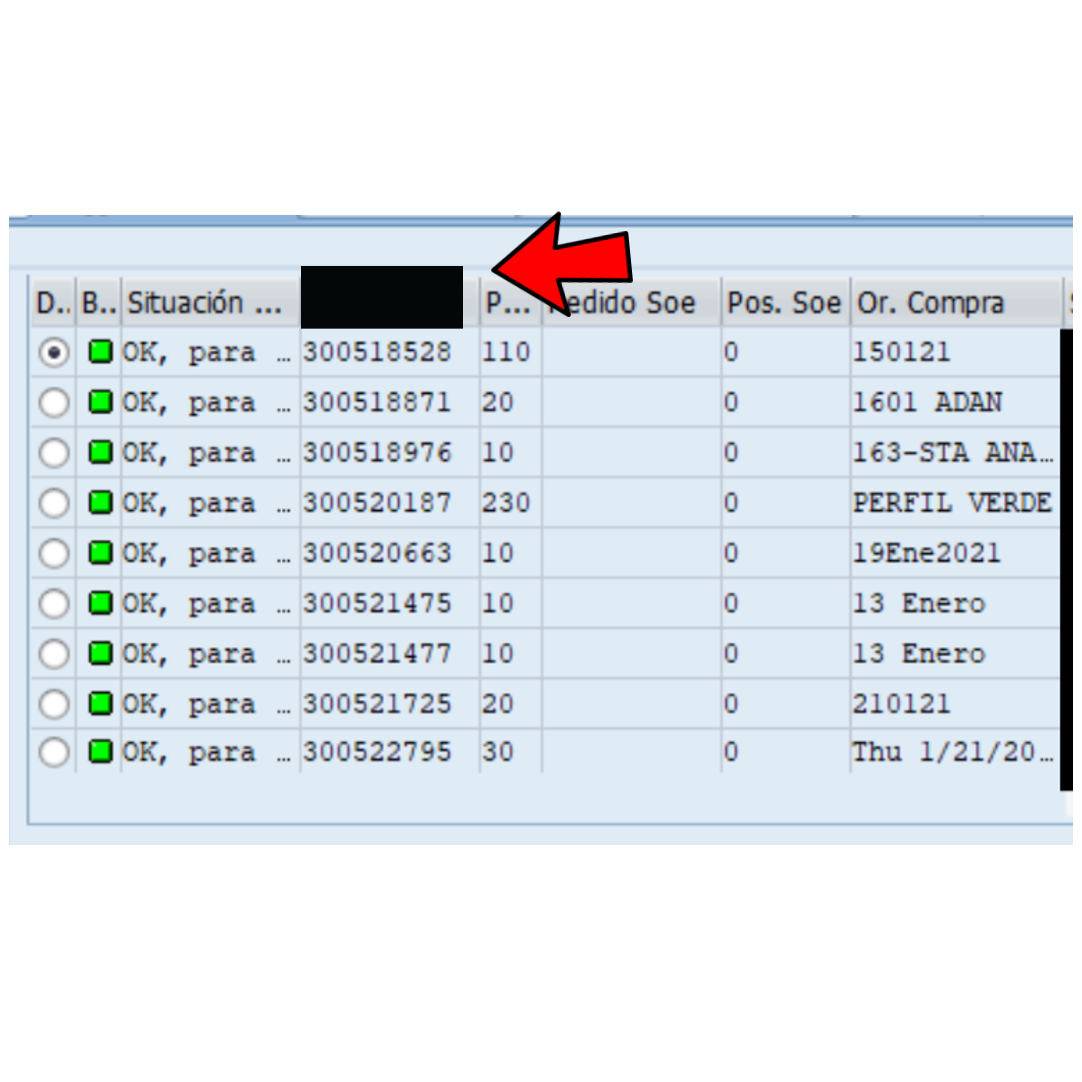 D.. B.. Situación ... P... Pedido Soe Pos. Soe Or. Compra
OK, para … 300518528 110 0 150121
OK, para … 300518871 20 0 1601 ADAN
OK, para … 300518976 10 0 163-STA ANA…
OK, para … 300520187 230 0 PERFIL VERDE
OK, para … 300520663 10 0 19Ene2021
OK, para … 300521475 10 0 13 Enero
OK, para … 300521477 10 0 13 Enero
OK, para … 300521725 20 0 210121
OK, para … 300522795 30 0 Thu 1/21/20…